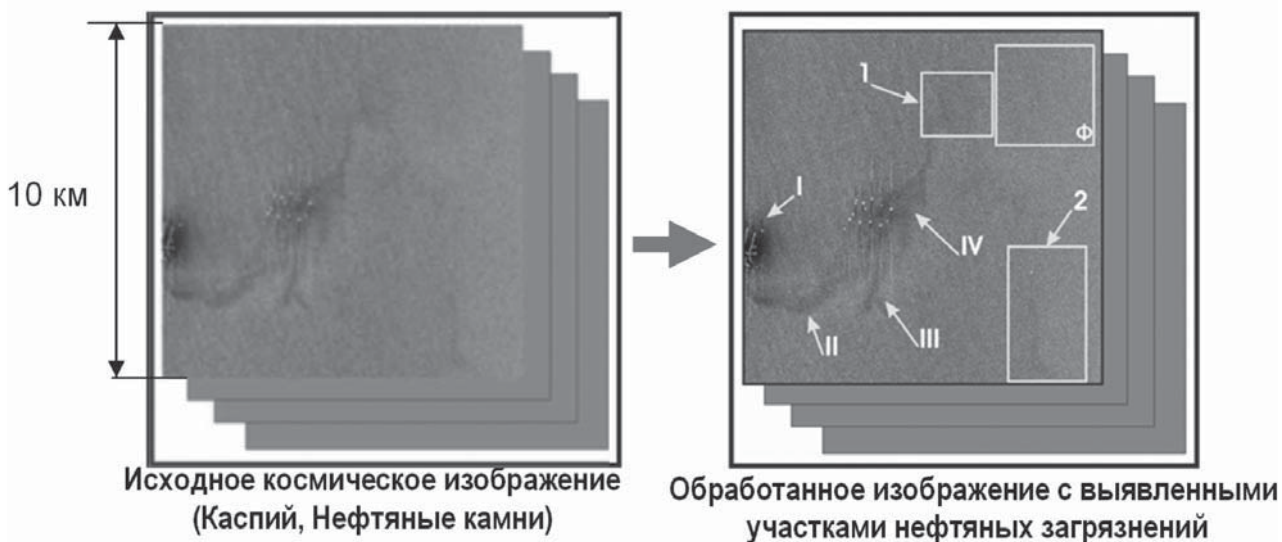 10 км
I
II
III
IV
1
2
Ф
Исходное космическое изображение
(Каспий, Нефтяные камни)
Обработанное изображение с выявленными
участками нефтяных загрязнений